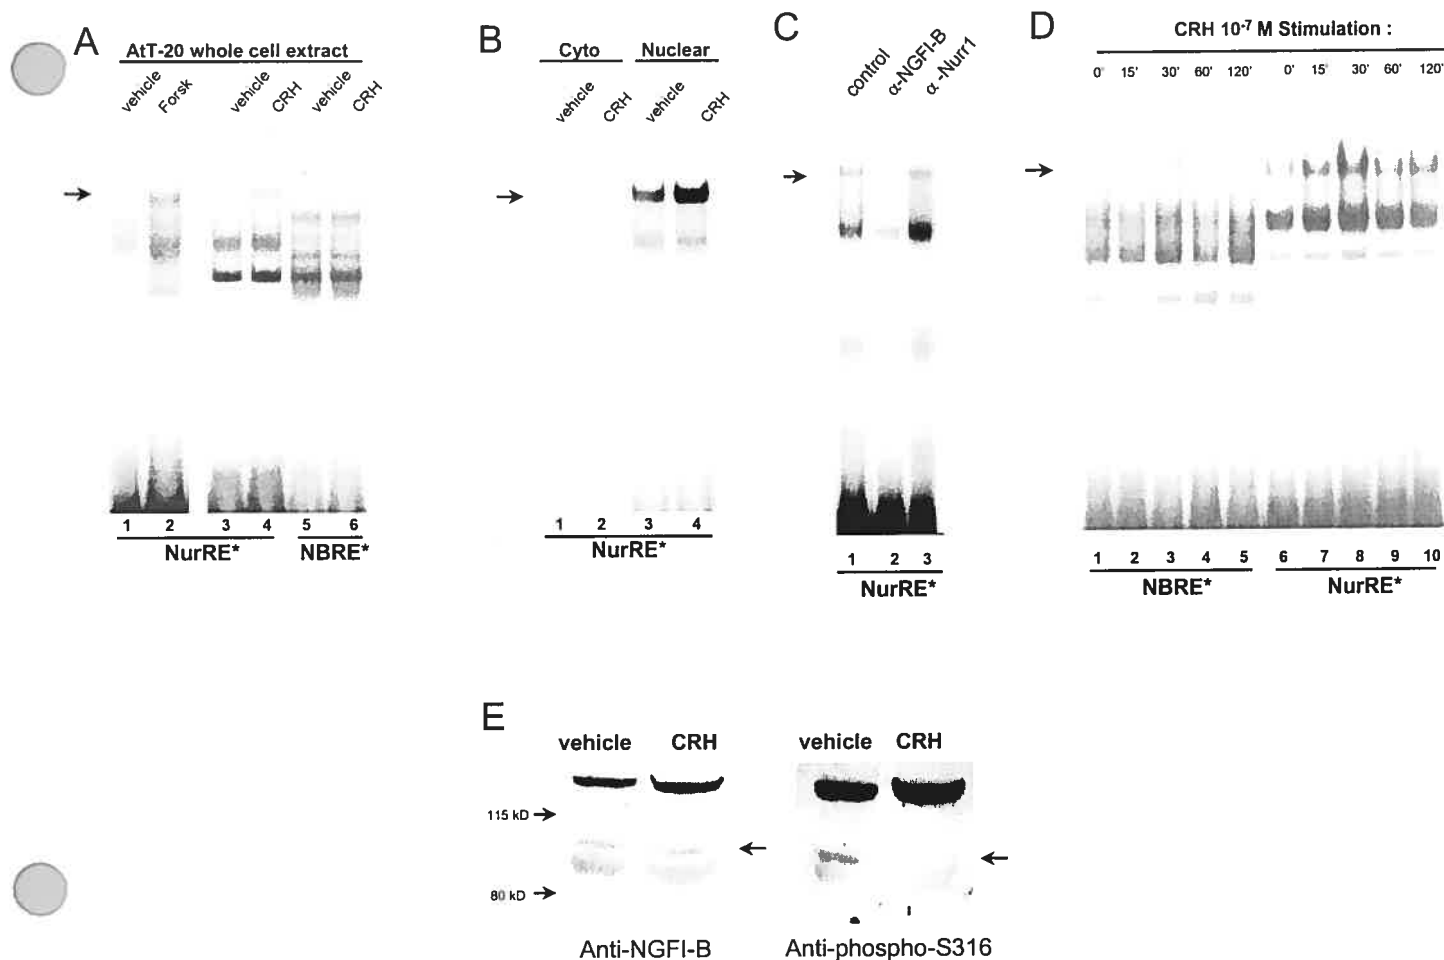 A
AtT-20 whole cell extract
vehicle Forsk vehicle CRH vehicle CRH
1 2 3 4 5 6
NurRE* NBRE*
B
Cyto Nuclear
vehicle CRH vehicle CRH
1 2 3 4
NurRE*
C
control α-NGFI-B α-Nurr1
1 2 3
NurRE*
D
CRH 10-7 M Stimulation :
0' 15' 30' 60' 120' 0' 15' 30' 60' 120'
1 2 3 4 5 6 7 8 9 10
NBRE* NurRE*
E
vehicle CRH vehicle CRH
115 kD
80 kD
Anti-NGFI-B Anti-phospho-S316